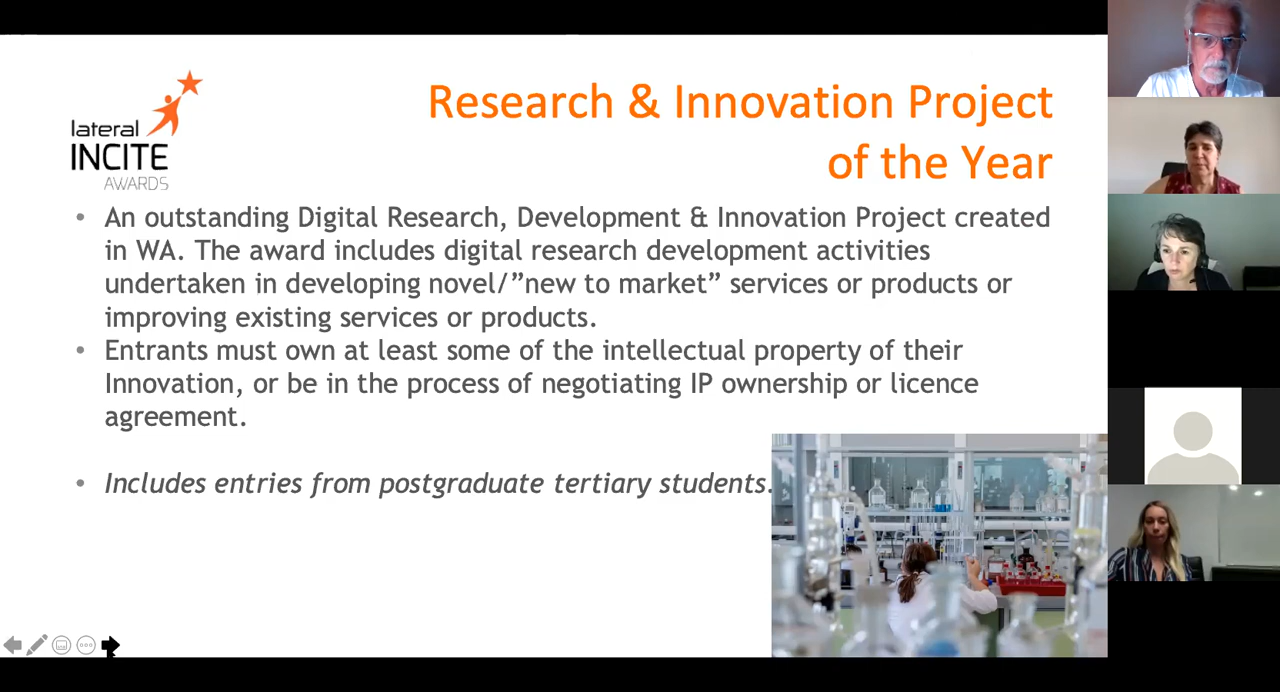 lateral
INCITE
AWARDS
Research & Innovation Project
of the Year
• An outstanding Digital Research, Development & Innovation Project created
in WA. The award includes digital research development activities
undertaken in developing novel/”new to market” services or products or
improving existing services or products.
• Entrants must own at least some of the intellectual property of their
Innovation, or be in the process of negotiating IP ownership or licence
agreement.
• Includes entries from postgraduate tertiary students.